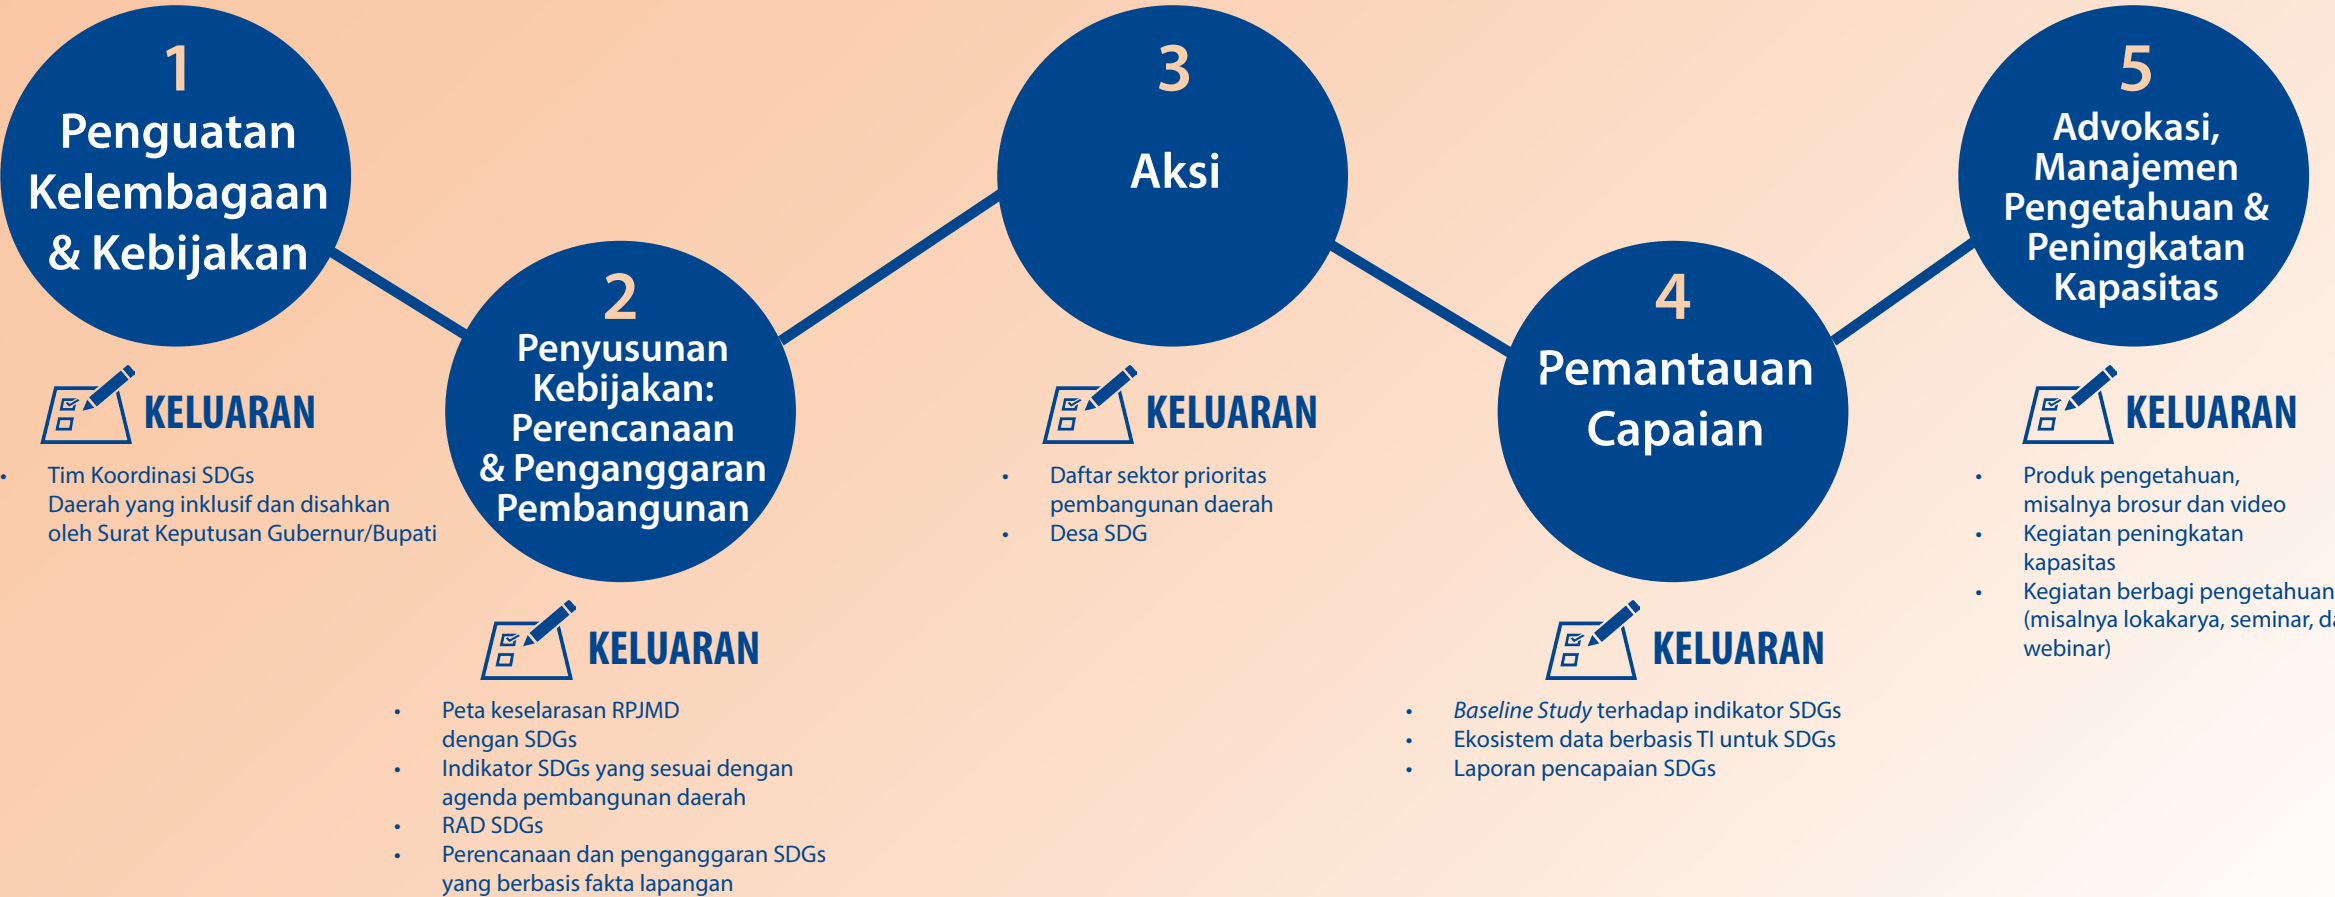 1
Penguatan
Kelembagaan
& Kebijakan
KELUARAN
• Tim Koordinasi SDGs
Daerah yang inklusif dan disahkan
oleh Surat Keputusan Gubernur/Bupati
2
Penyusunan
Kebijakan:
Perencanaan
& Penganggaran
Pembangunan
KELUARAN
• Peta keselarasan RPJMD
dengan SDGs
• Indikator SDGs yang sesuai dengan
agenda pembangunan daerah
• RAD SDGs
• Perencanaan dan penganggaran SDGs
yang berbasis fakta lapangan
3
Aksi
KELUARAN
• Daftar sektor prioritas
pembangunan daerah
• Desa SDG
4
Pemantauan
Capaian
KELUARAN
• Baseline Study terhadap indikator SDGs
• Ekosistem data berbasis TI untuk SDGs
• Laporan pencapaian SDGs
5
Advokasi,
Manajemen
Pengetahuan &
Peningkatan
Kapasitas
KELUARAN
• Produk pengetahuan,
misalnya brosur dan video
• Kegiatan peningkatan
kapasitas
• Kegiatan berbagi pengetahuan
(misalnya lokakarya, seminar,
webinar)